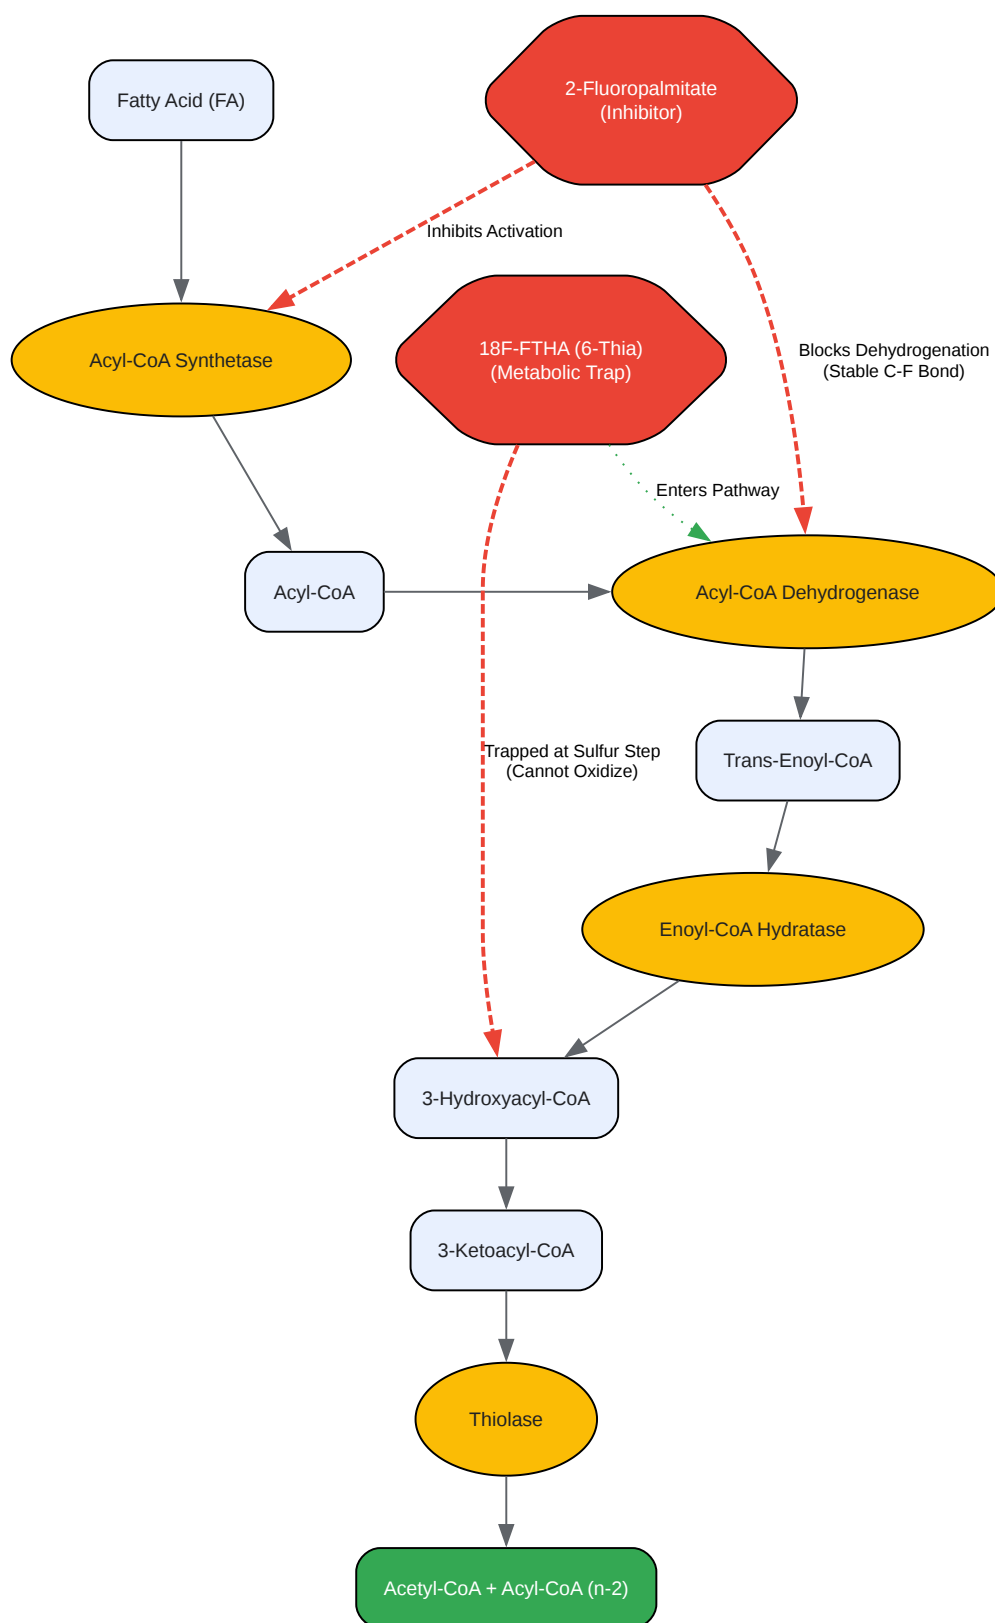 Fatty Acid (FA)
2-Fluoropalmitate
(Inhibitor)
Inhibits Activation
Acyl-CoA Synthetase
18F-FTHA (6-Thia)
(Metabolic Trap)
Blocks Dehydrogenation
(Stable C-F Bond)
Enters Pathway
Acyl-CoA
Acyl-CoA Dehydrogenase
Trapped at Sulfur Step
(Cannot Oxidize)
Trans-Enoyl-CoA
Enoyl-CoA Hydratase
3-Hydroxyacyl-CoA
3-Ketoacyl-CoA
Thiolase
Acetyl-CoA + Acyl-CoA (n-2)